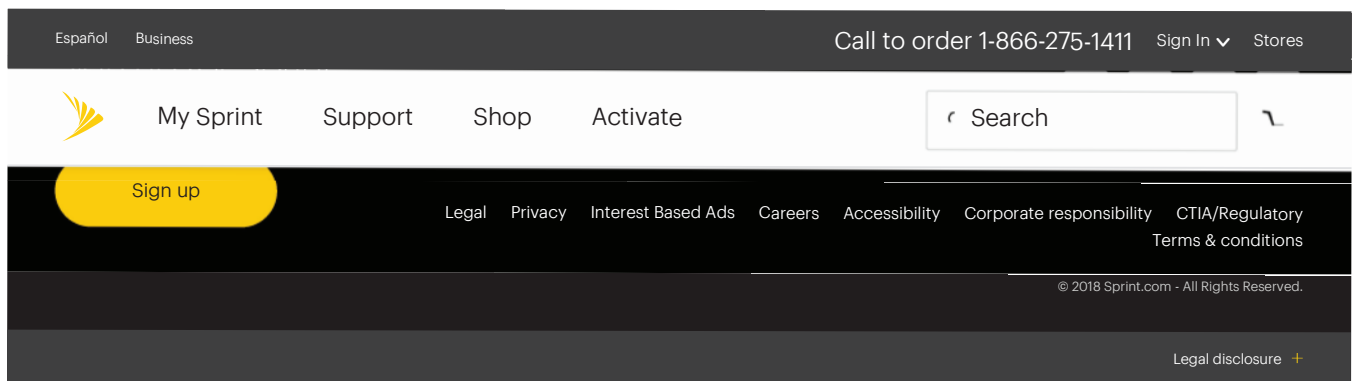 Español Business Call to order 1-866-275-1411 Sign In Stores
My Sprint Support Shop Activate Search
Sign up
Legal Privacy Interest Based Ads Careers Accessibility Corporate responsibility CTIA/Regulatory
Terms & conditions
© 2018 Sprint.com - All Rights Reserved.
Legal disclosure +